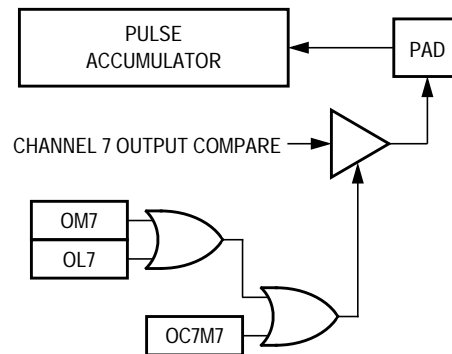 PULSE
ACCUMULATOR
PAD
CHANNEL 7 OUTPUT COMPARE
OM7
OL7
OC7M7